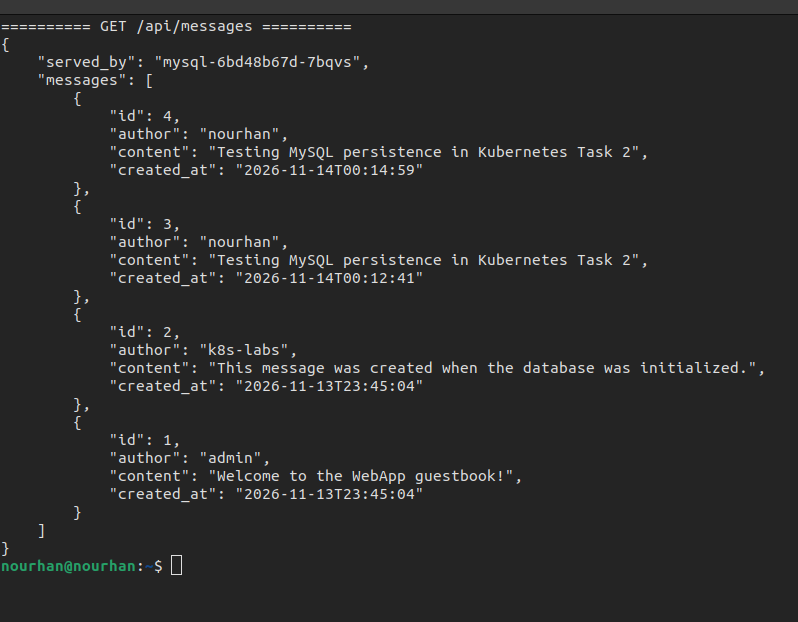 ========== GET /api/messages ==========
{
    "served_by": "mysql-6bd48b67d-7bqvs",
    "messages": [
        {
            "id": 4,
            "author": "nourhan",
            "content": "Testing MySQL persistence in Kubernetes Task 2",
            "created_at": "2026-11-14T00:14:59"
        },
        {
            "id": 3,
            "author": "nourhan",
            "content": "Testing MySQL persistence in Kubernetes Task 2",
            "created_at": "2026-11-14T00:12:41"
        },
        {
            "id": 2,
            "author": "k8s-labs",
            "content": "This message was created when the database was initialized.",
            "created_at": "2026-11-13T23:45:04"
        },
        {
            "id": 1,
            "author": "admin",
            "content": "Welcome to the WebApp guestbook!",
            "created_at": "2026-11-13T23:45:04"
        }
    ]
}
nourhan@nourhan:~$